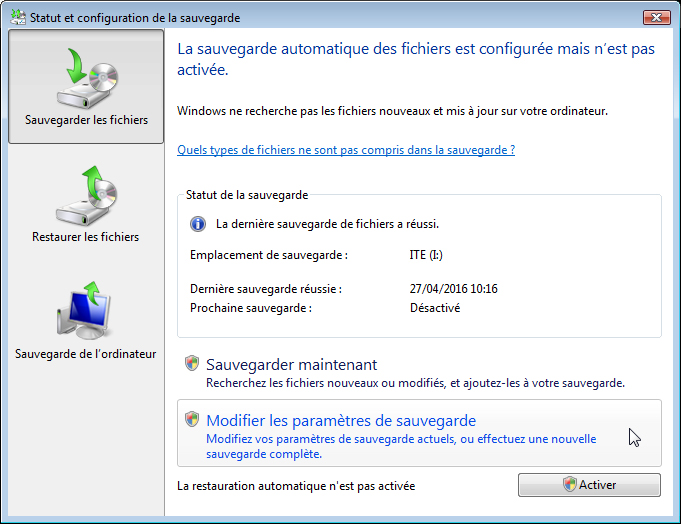 Statut et configuration de la sauvegarde
Sauvegarder les fichiers
Restaurer les fichiers
Sauvegarde de l'ordinateur
La sauvegarde automatique des fichiers est configurée mais n'est pas
activée.
Windows ne recherche pas les fichiers nouveaux et mis à jour sur votre ordinateur.
Quels types de fichiers ne sont pas compris dans la sauvegarde ?
Statut de la sauvegarde
La dernière sauvegarde de fichiers a réussi.
Emplacement de sauvegarde : ITE (I:)
Dernière sauvegarde réussie : 27/04/2016 10:16
Prochaine sauvegarde : Désactivé
Sauvegarder maintenant
Recherchez les fichiers nouveaux ou modifiés, et ajoutez-les à votre sauvegarde.
Modifier les paramètres de sauvegarde
Modifiez vos paramètres de sauvegarde actuels, ou effectuez une nouvelle
sauvegarde complète.
La restauration automatique n'est pas activée
Activer